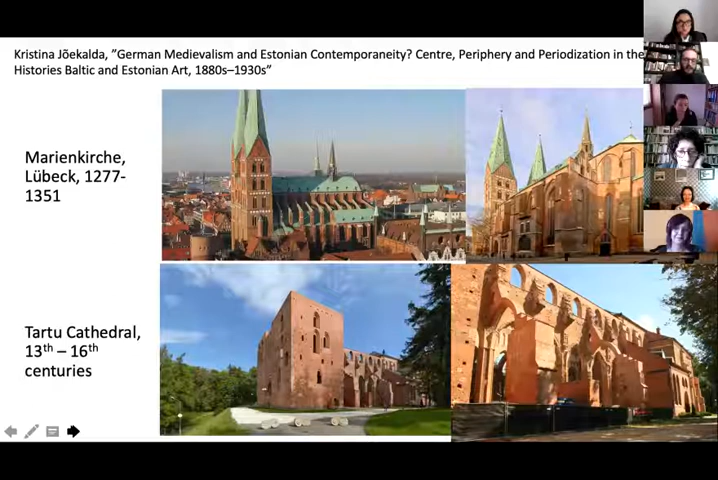 Kristina Jõekalda, ”German Medievalism and Estonian Contemporaneity? Centre, Periphery and Periodization in the
Histories Baltic and Estonian Art, 1880s–1930s”
Marienkirche,
Lübeck, 1277-
1351
Tartu Cathedral,
13th – 16th
centuries